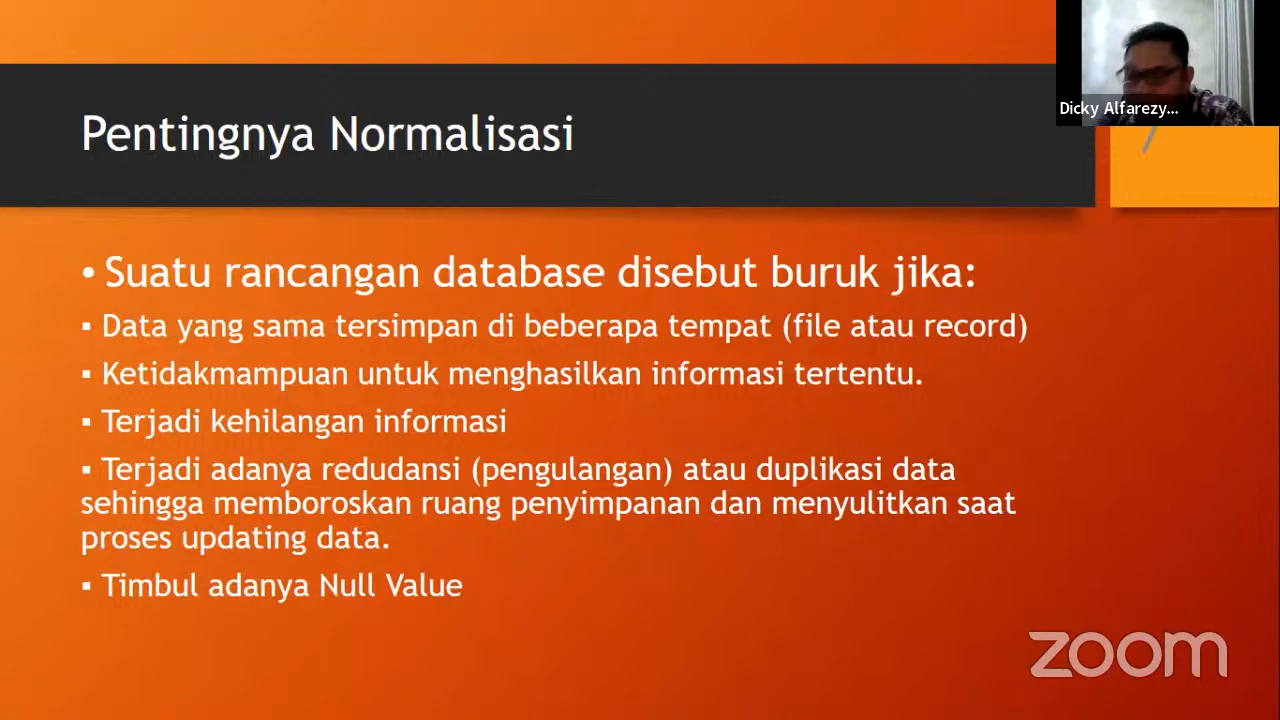 Dicky Alfarezy...
Pentingnya Normalisasi
• Suatu rancangan database disebut buruk jika:
▪ Data yang sama tersimpan di beberapa tempat (file atau record)
▪ Ketidakmampuan untuk menghasilkan informasi tertentu.
▪ Terjadi kehilangan informasi
▪ Terjadi adanya redudansi (pengulangan) atau duplikasi data
sehingga memboroskan ruang penyimpanan dan menyulitkan saat
proses updating data.
▪ Timbul adanya Null Value
zoom